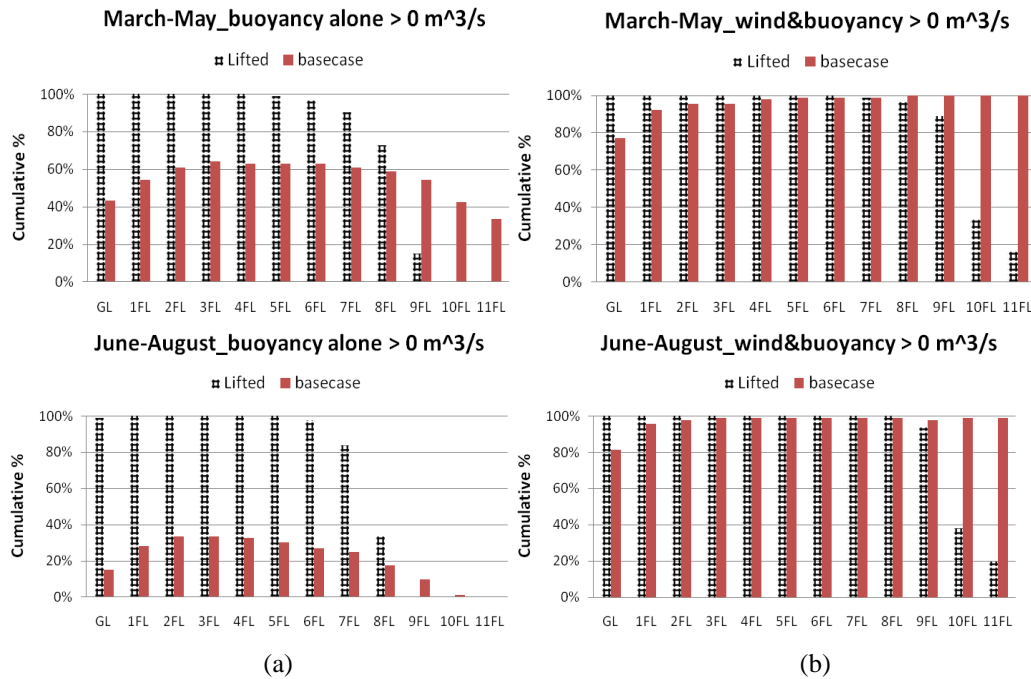 March-May_buoyancy alone > 0 m^3/s
Lifted basecase
Cumulative %
100%
80%
60%
40%
20%
0%
GL 1FL 2FL 3FL 4FL 5FL 6FL 7FL 8FL 9FL 10FL 11FL
March-May_wind&buoyancy > 0 m^3/s
Lifted basecase
Cumulative %
100%
80%
60%
40%
20%
0%
GL 1FL 2FL 3FL 4FL 5FL 6FL 7FL 8FL 9FL 10FL 11FL
June-August_buoyancy alone > 0 m^3/s
Lifted basecase
Cumulative %
100%
80%
60%
40%
20%
0%
GL 1FL 2FL 3FL 4FL 5FL 6FL 7FL 8FL 9FL 10FL 11FL
June-August_wind&buoyancy > 0 m^3/s
Lifted basecase
Cumulative %
100%
80%
60%
40%
20%
0%
GL 1FL 2FL 3FL 4FL 5FL 6FL 7FL 8FL 9FL 10FL 11FL
(a) (b)